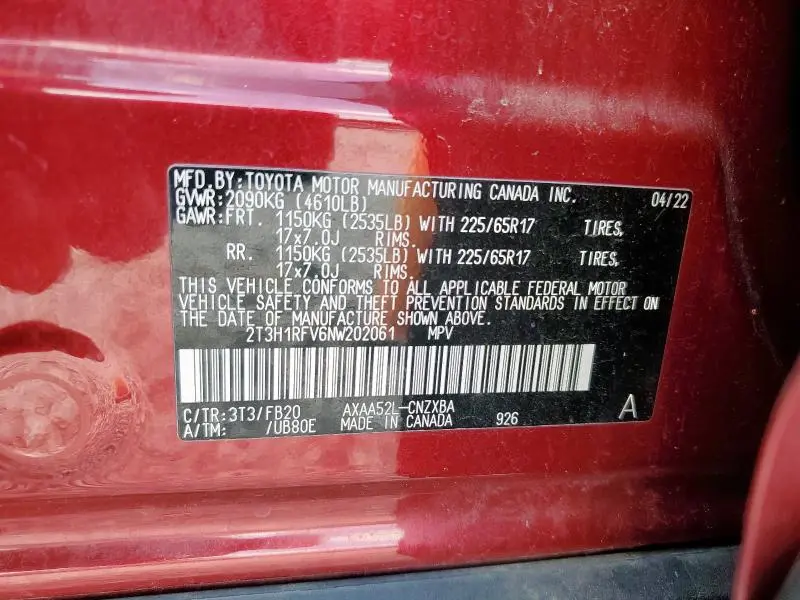 MFD. BY: TOYOTA MOTOR MANUFACTURING CANADA INC. 04/22
GVWR: 2090KG (4610LB)
GAWR: FRT. 1150KG (2535LB) WITH 225/65R17 TIRES,
17x7.0J RIMS.
RR. 1150KG (2535LB) WITH 225/65R17 TIRES,
17x7.0J RIMS.
THIS VEHICLE CONFORMS TO ALL APPLICABLE FEDERAL MOTOR
VEHICLE SAFETY AND THEFT PREVENTION STANDARDS IN EFFECT ON
THE DATE OF MANUFACTURE SHOWN ABOVE.
2T3H1RFV6NW202061 MPV
C/TR: 3T3/FB20 AXAA52L-CNZXBA A
A/TM: /UB80E MADE IN CANADA 926